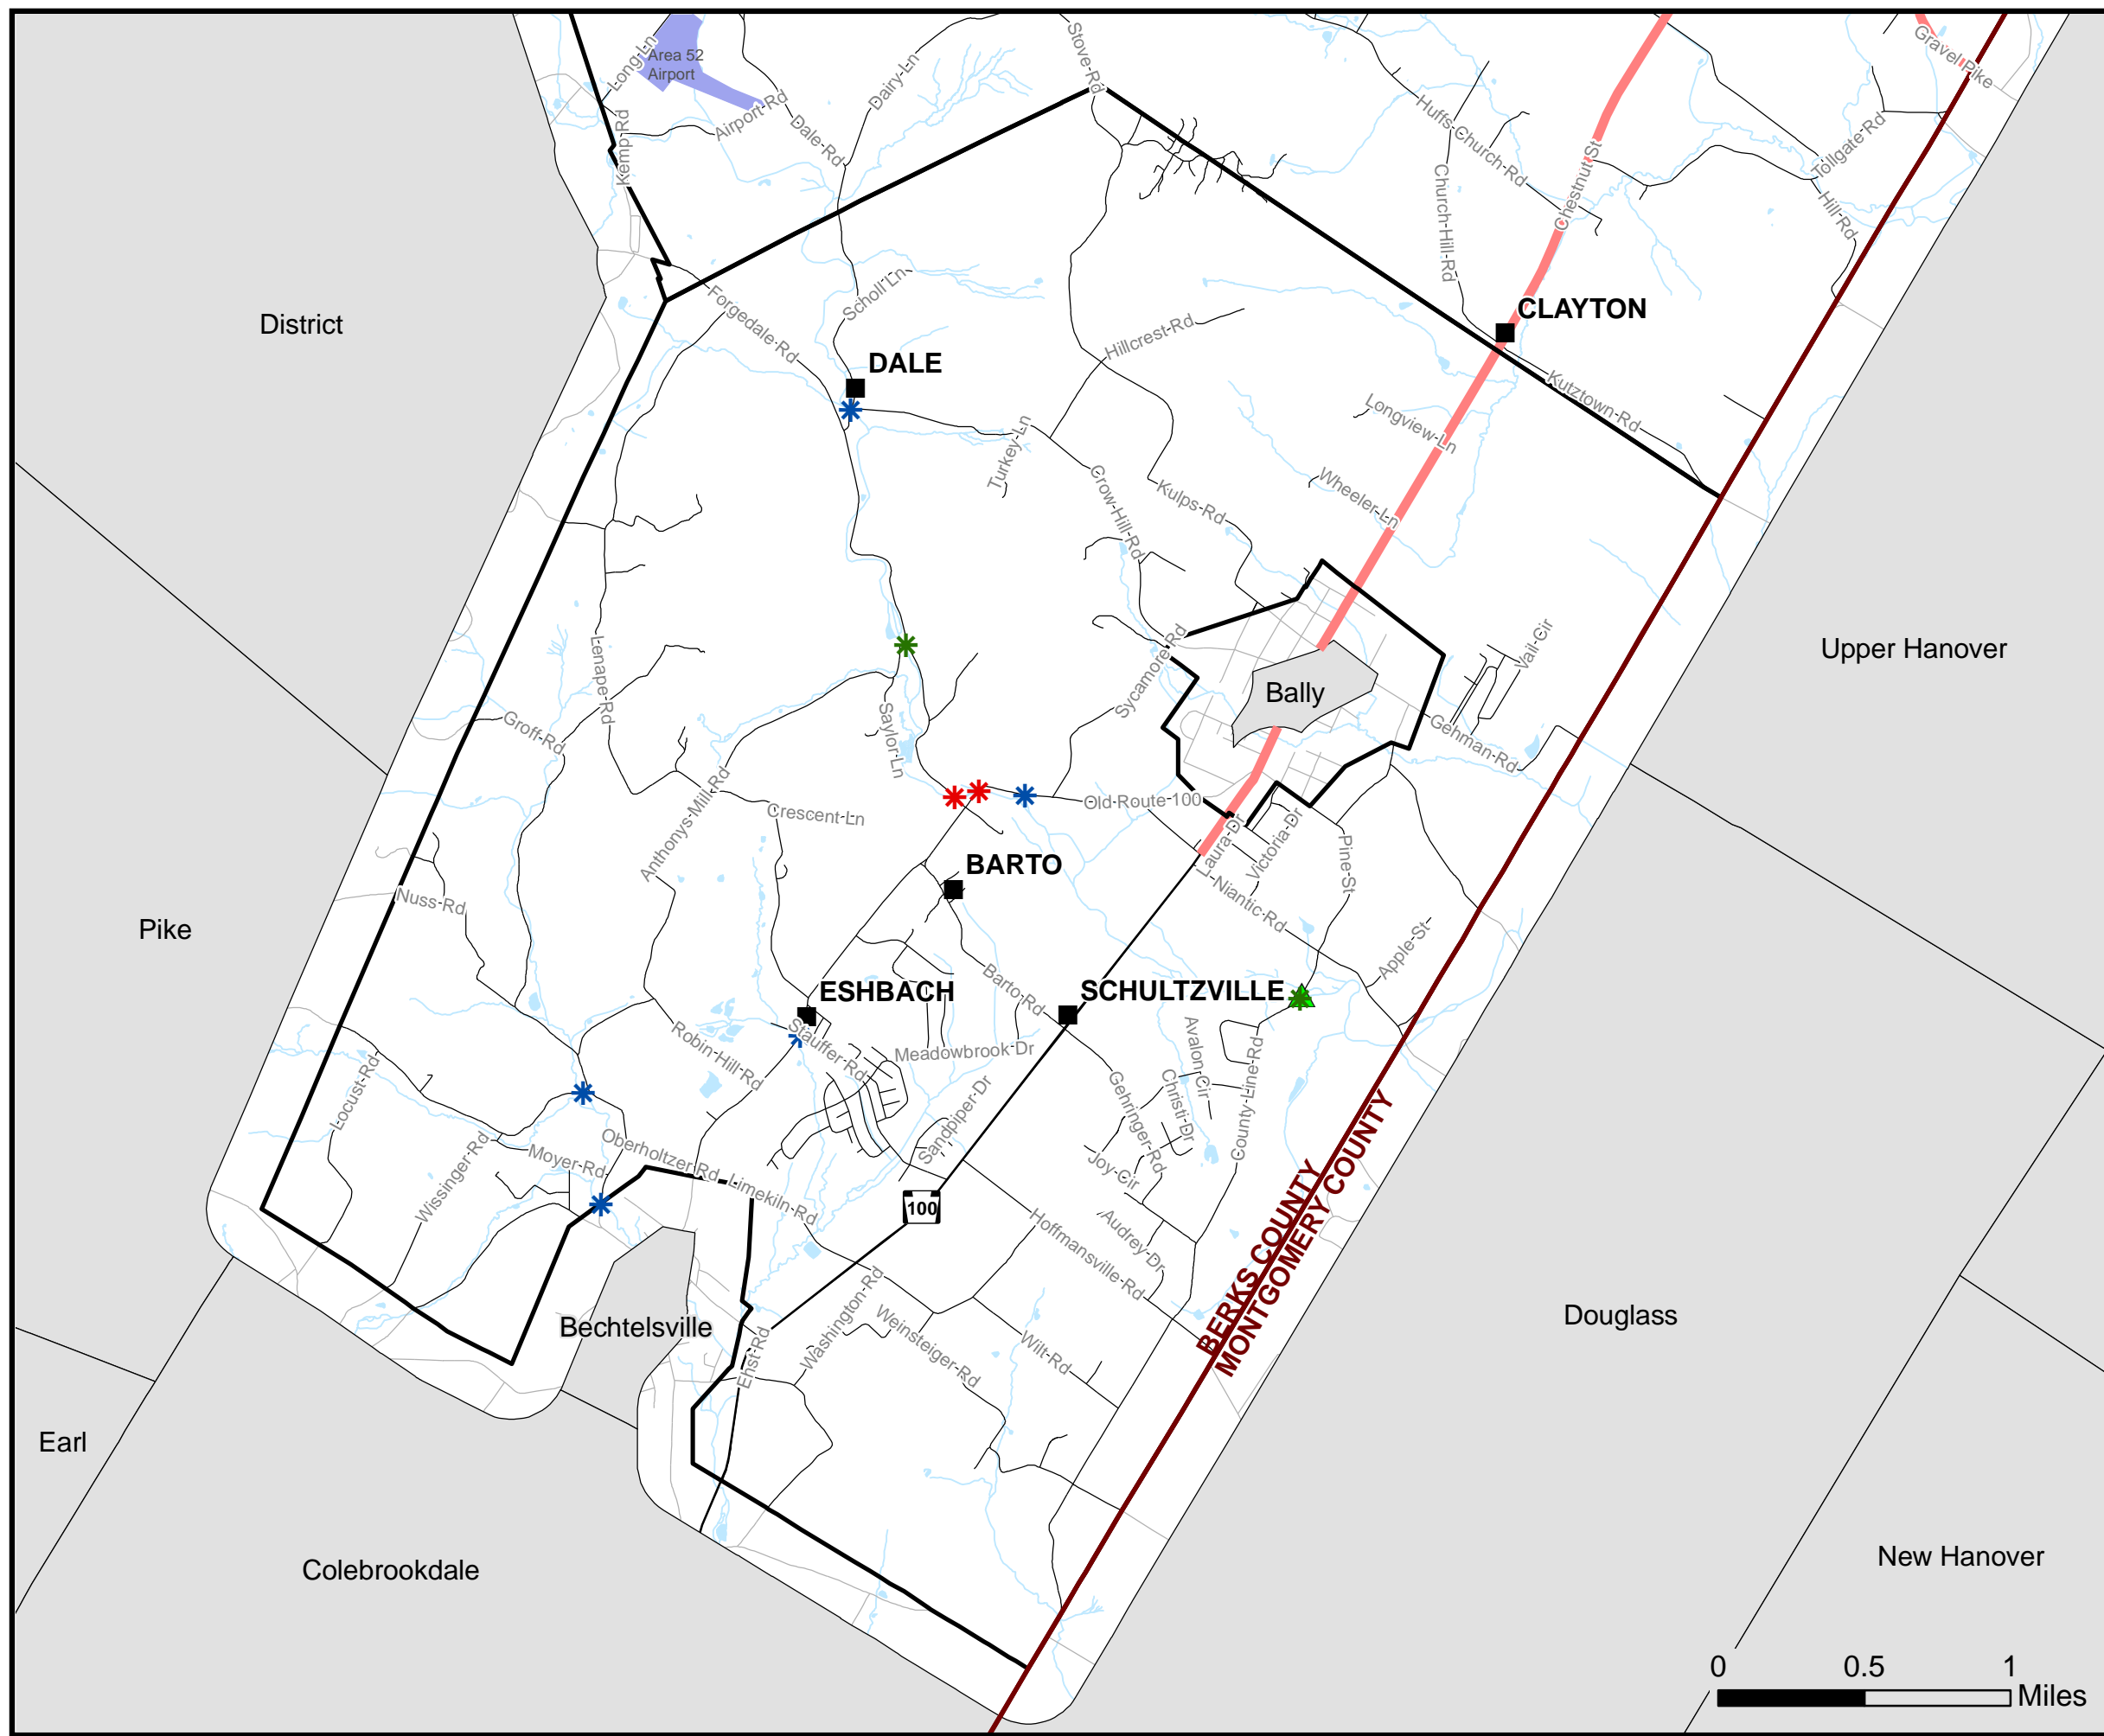 Long Ln
Area 52
Airport
Kemp Rd
Airport Rd
Dale Rd
Dairy Ln
Stove Rd
Huffs Church Rd
Church Hill Rd
Chestnut St
Gravel Pike
Tollgate Rd
Hill Rd
District
Forgedale Rd
Scholl Ln
DALE
Hillcrest Rd
CLAYTON
Kutztown Rd
Longview Ln
Turkey Ln
Crow Hill Rd
Kulps Rd
Wheeler Ln
Lenape Rd
Groff Rd
Saylor Ln
Sycamore Rd
Bally
Vail Cir
Gehman Rd
Upper Hanover
Anthonys Mill Rd
Crescent Ln
Old Route 100
Laura Dr
Victoria Dr
Pine St
BARTO
Niantic Rd
Nuss Rd
Pike
Apple St
Barto Rd
ESHBACH
SCHULTZVILLE
Stauffer Rd
Robin Hill Rd
Meadowbrook Dr
Avalon Cir
Christi Dr
County Line Rd
Gehringer Rd
Sandpiper Dr
Locust Rd
Wissinger Rd
Moyer Rd
Oberholtzer Rd
Limekiln Rd
Joy Cir
Audrey Dr
100
Hoffmansville Rd
BERKS COUNTY
MONTGOMERY COUNTY
Bechtelsville
Ehst Rd
Washington Rd
Weinsteiger Rd
Wilt Rd
Douglass
Earl
Colebrookdale
New Hanover
0 0.5 1
Miles